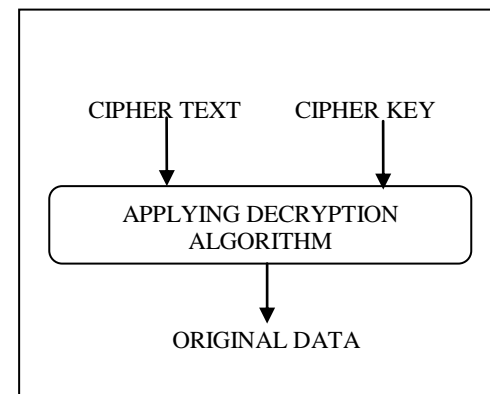 CIPHER TEXT CIPHER KEY
APPLYING DECRYPTION
ALGORITHM
ORIGINAL DATA